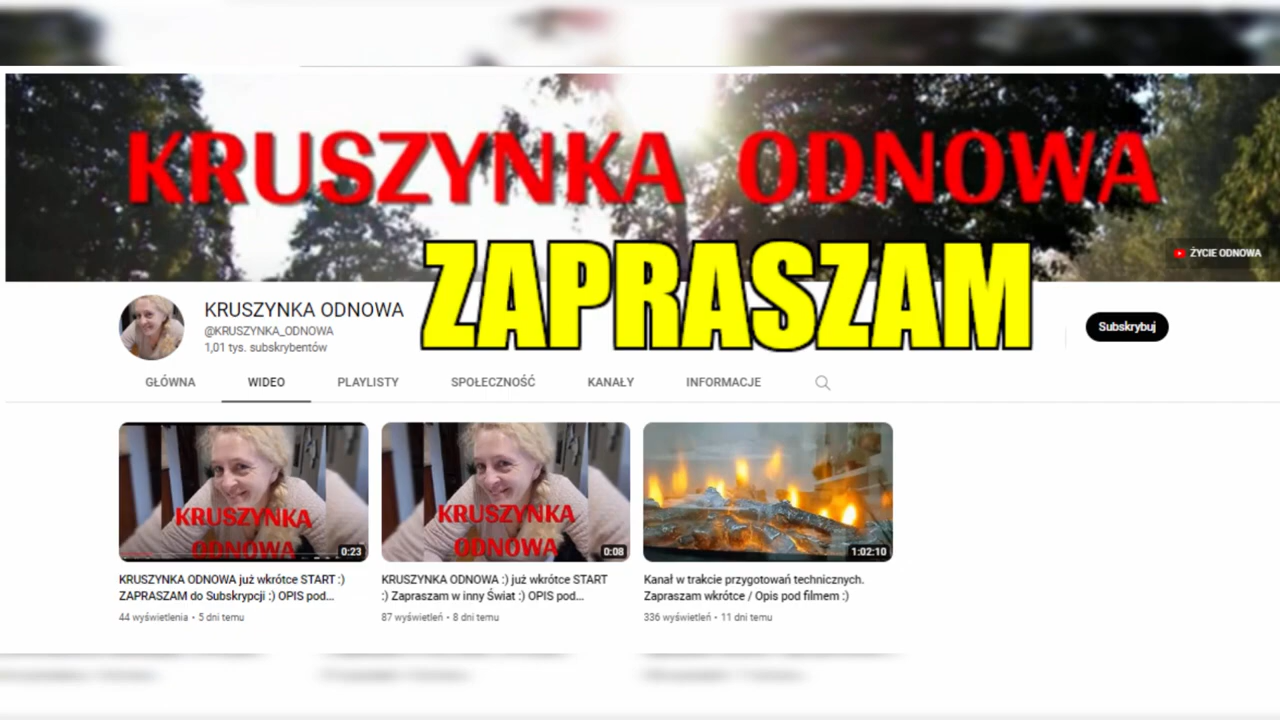 KRUSZYNKA ODNOWA
ZAPRASZAM
ŻYCIE ODNOWA
KRUSZYNKA ODNOWA
@KRUSZYNKA_ODNOWA
1,01 tys. subskrybentów
Subskrybuj
GŁÓWNA WIDEO PLAYLISTY SPOŁECZNOŚĆ KANAŁY INFORMACJE
KRUSZYNKA
ODNOWA
0:23
KRUSZYNKA
ODNOWA
0:08
1:02:10
KRUSZYNKA ODNOWA już wkrótce START :)
ZAPRASZAM do Subskrypcji :) OPIS pod...
44 wyświetlenia • 5 dni temu
KRUSZYNKA ODNOWA :) już wkrótce START
:) Zapraszam w inny Świat :) OPIS pod...
87 wyświetleń • 8 dni temu
Kanał w trakcie przygotowań technicznych.
Zapraszam wkrótce / Opis pod filmem :)
336 wyświetleń • 11 dni temu